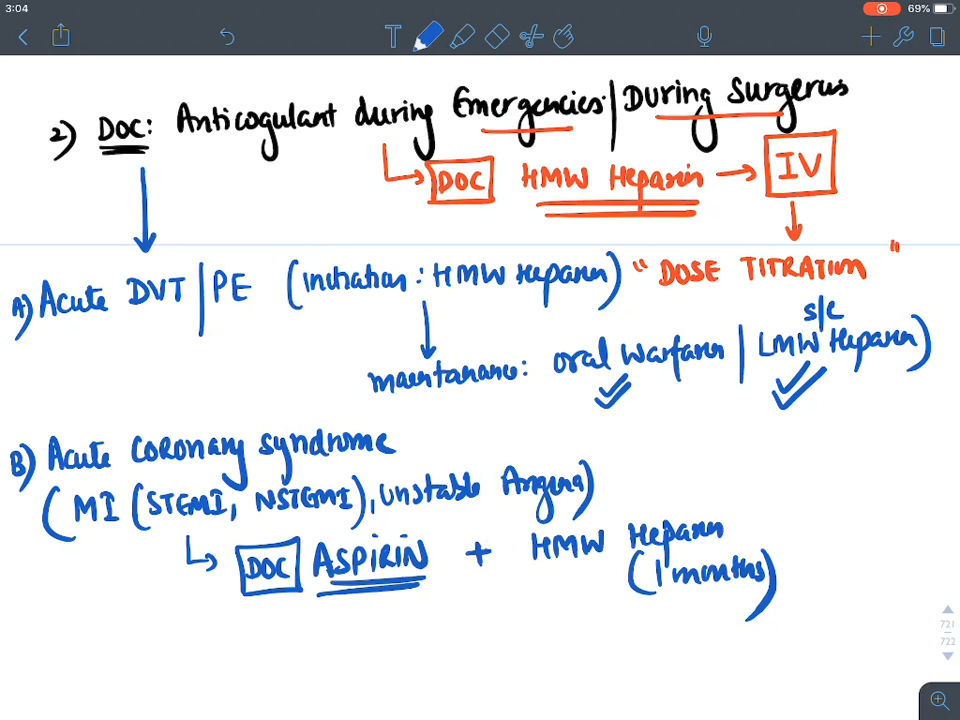 3:04
69%
2) DOC: Anticogulant during Emergencies | During Surgerus
DOC HMW Heparin → IV
A) Acute DVT | PE (initiation: HMW Heparin) " DOSE TITRATION "
s/c
maintanance: oral warfarin | LMW Heparin)
B) Acute coronary syndrome
(MI (STEMI, NSTEMI), unstable Angina)
DOC ASPIRIN + HMW Heparin
(1 months)
721
722